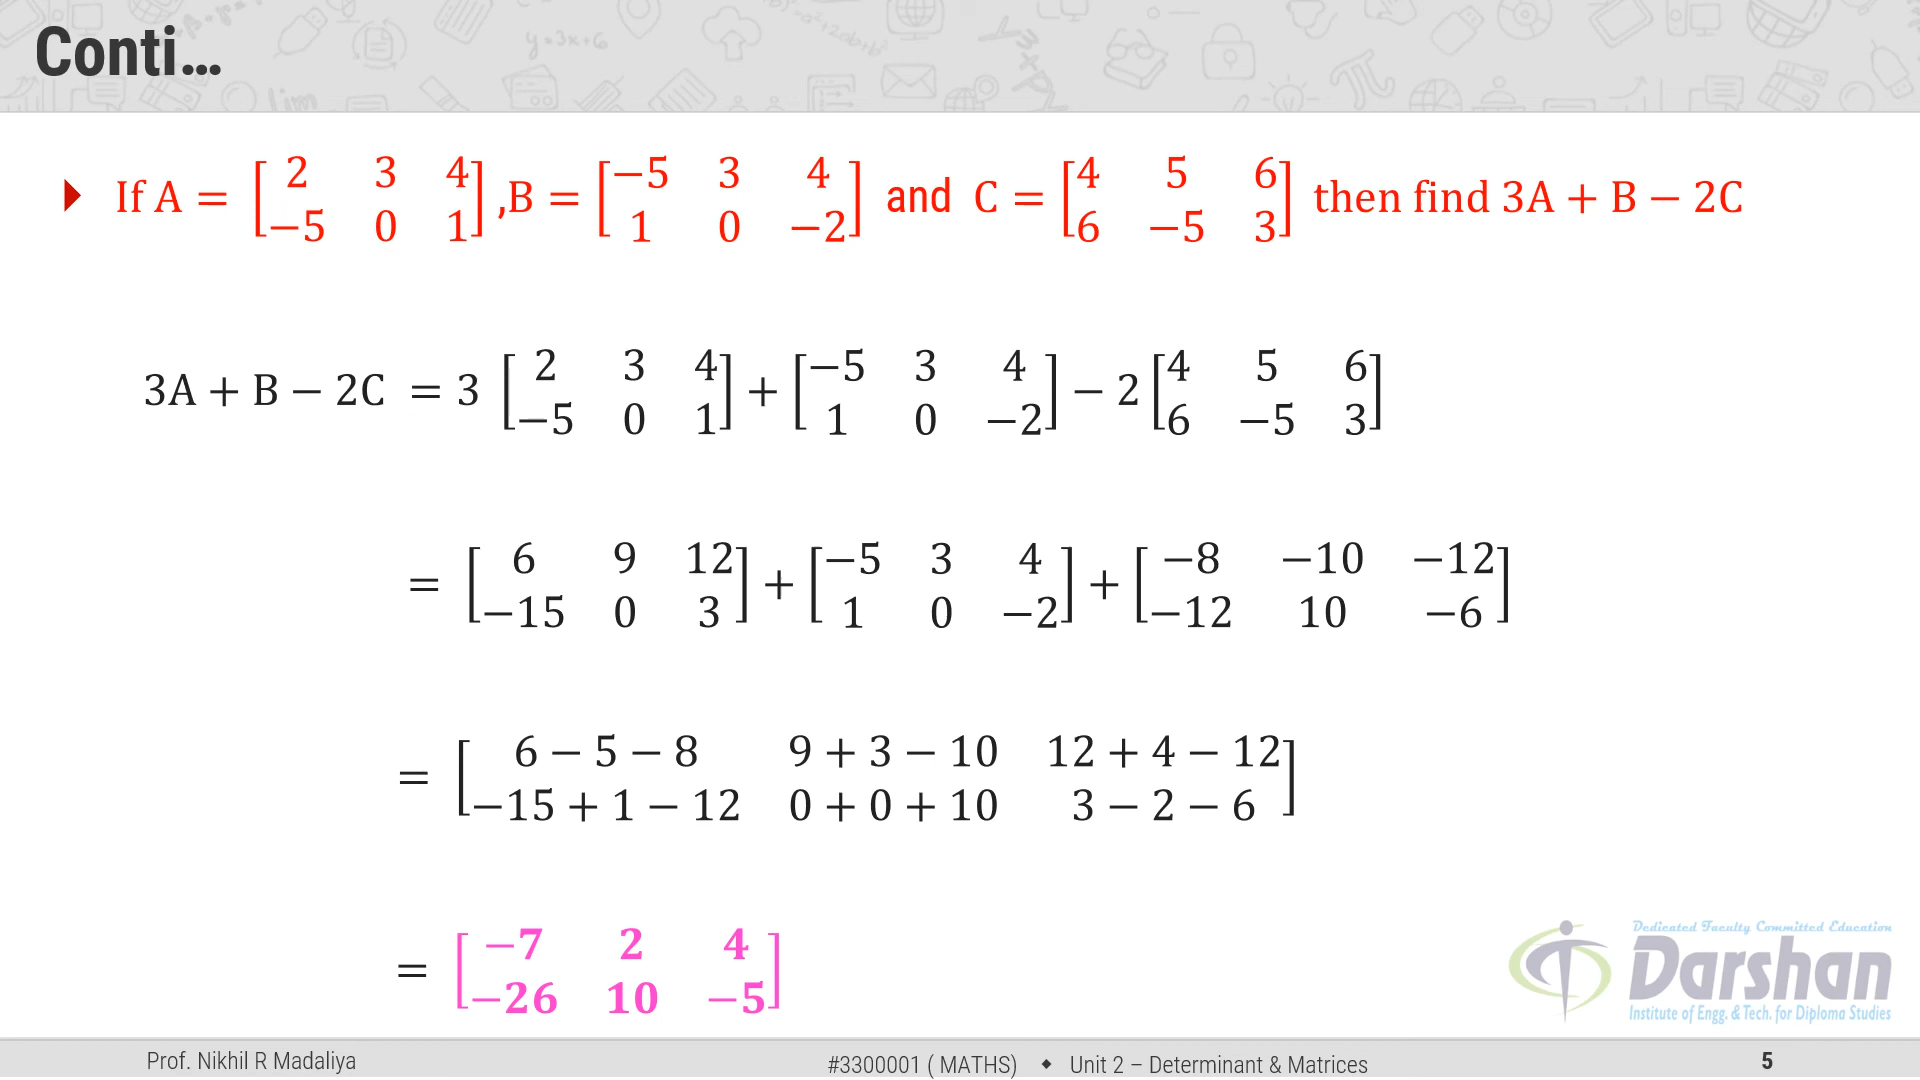 Conti…
If A = [2 3 4; −5 0 1] ,B = [−5 3 4; 1 0 −2] and C = [4 5 6; 6 −5 3] then find 3A + B − 2C
3A + B − 2C = 3 [2 3 4; −5 0 1] + [−5 3 4; 1 0 −2] − 2 [4 5 6; 6 −5 3]
= [6 9 12; −15 0 3] + [−5 3 4; 1 0 −2] + [−8 −10 −12; −12 10 −6]
= [6 − 5 − 8 9 + 3 − 10 12 + 4 − 12; −15 + 1 − 12 0 + 0 + 10 3 − 2 − 6]
= [−7 2 4; −26 10 −5]
Dedicated Faculty Committed Education
Darshan
Institute of Engg. & Tech. for Diploma Studies
Prof. Nikhil R Madaliya
#3300001 ( MATHS) ◆ Unit 2 – Determinant & Matrices
5